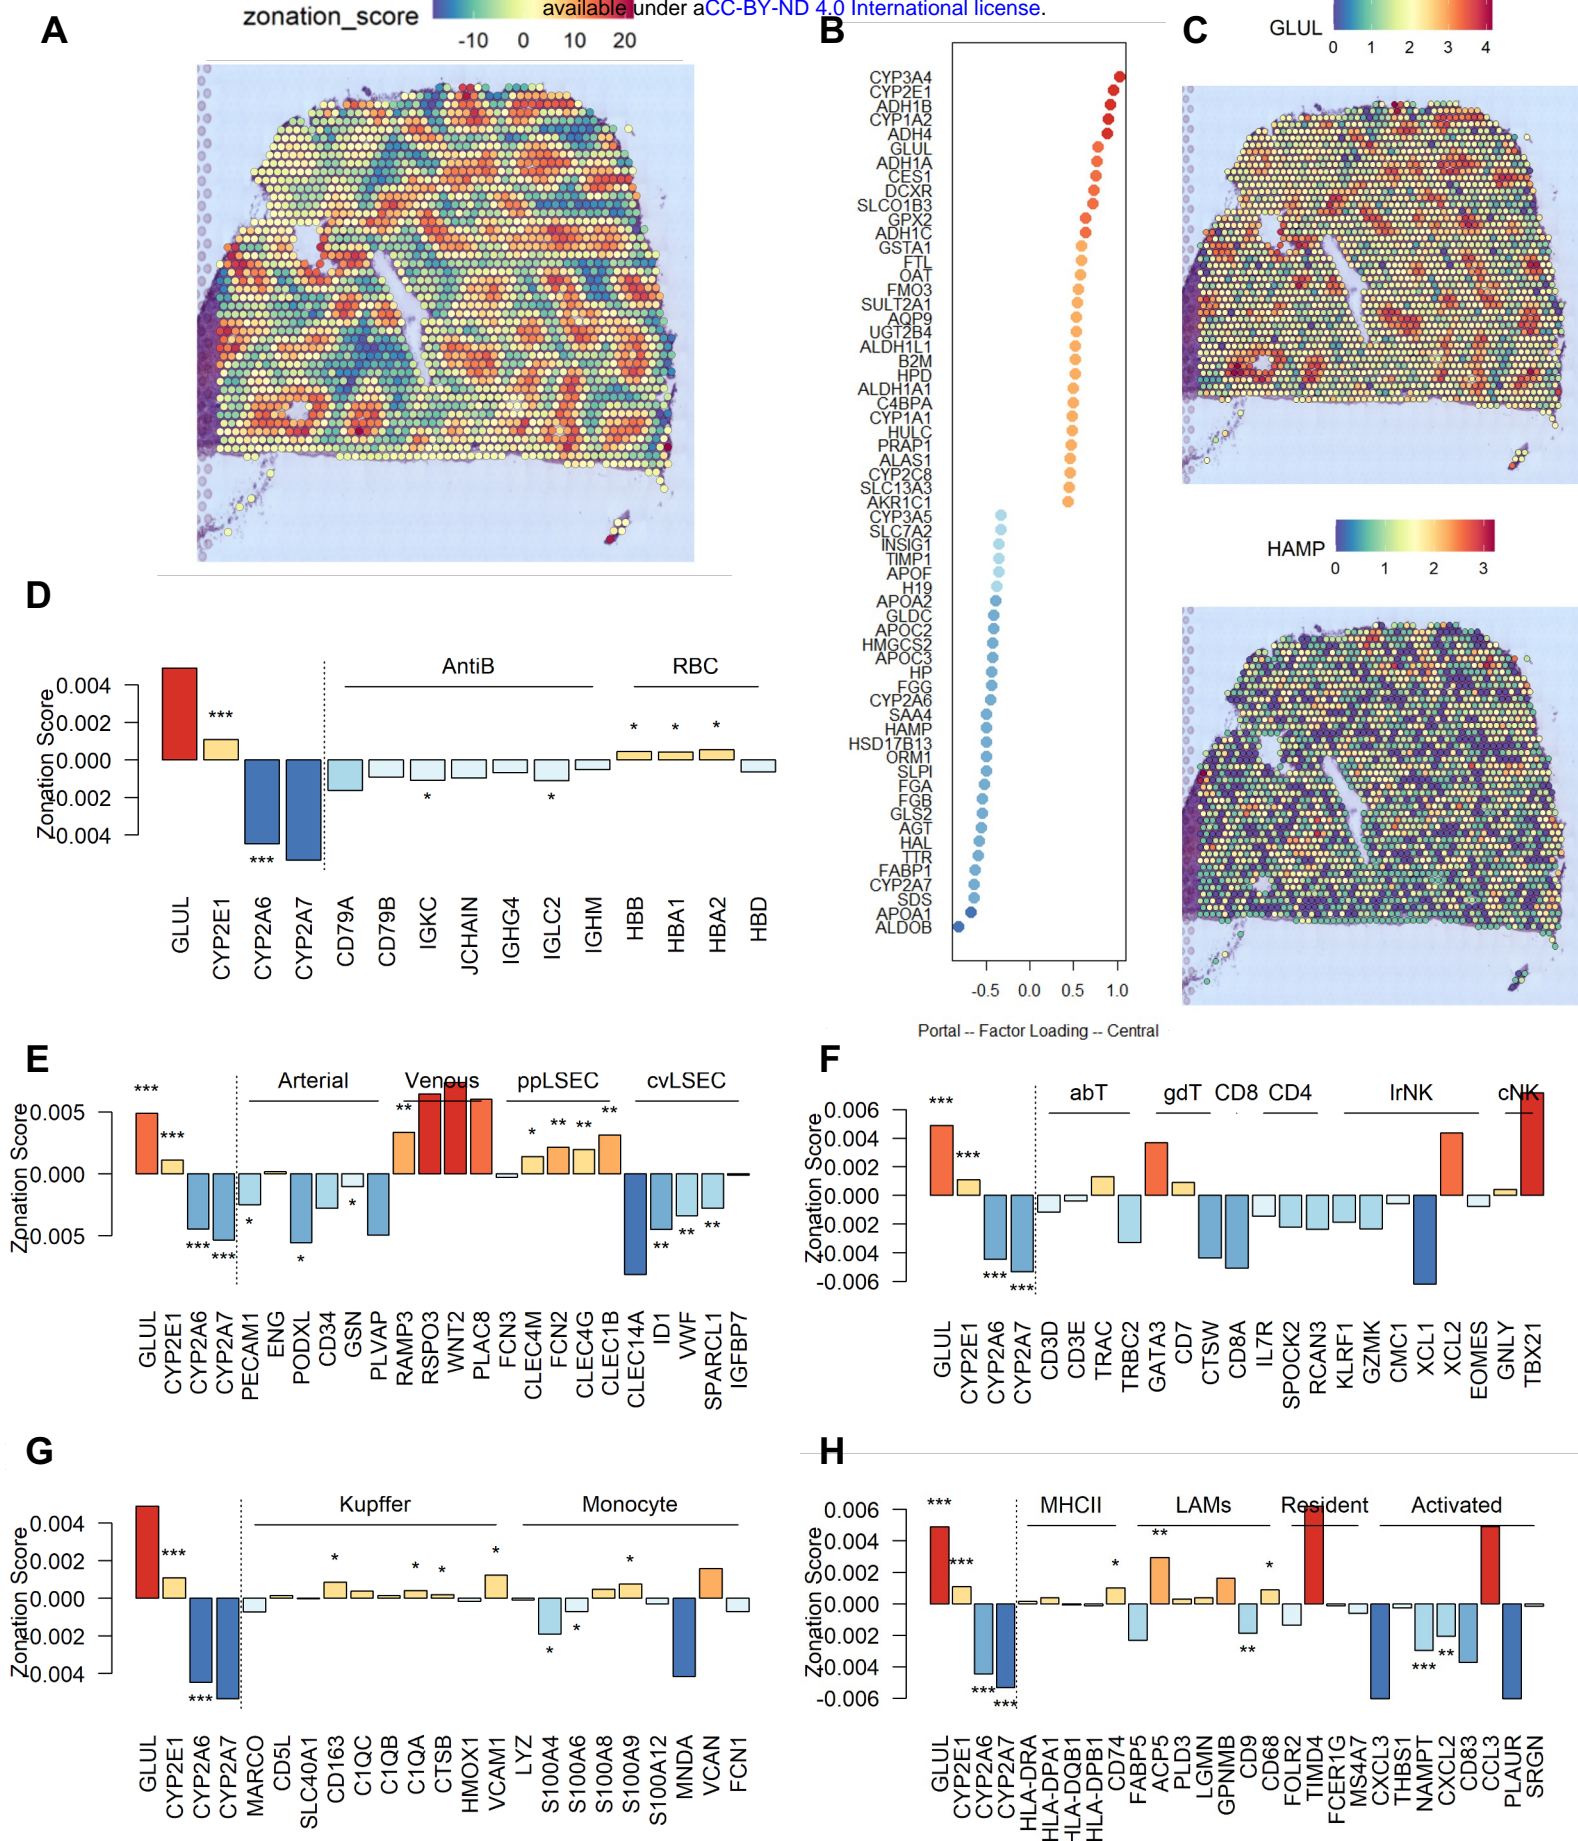 available under aCC-BY-ND 4.0 International license.
A
zonation_score
-10 0 10 20
B
CYP3A4
CYP2E1
ADH1B
CYP1A2
ADH4
GLUL
ADH1A
CES1
DCXR
SLCO1B3
GPX2
ADH1C
GSTA1
FTL
OAT
FMO3
SULT2A1
AQP9
UGT2B4
ALDH1L1
B2M
HPD
ALDH1A1
C4BPA
CYP1A1
HULC
PRAP1
ALAS1
CYP2C8
SLC13A3
AKR1C1
CYP3A5
SLC7A2
INSIG1
TIMP1
APOF
H19
APOA2
GLDC
APOC2
HMGCS2
APOC3
HP
FGG
CYP2A6
SAA4
HAMP
HSD17B13
ORM1
SLPI
FGA
FGB
GLS2
AGT
HAL
TTR
FABP1
CYP2A7
SDS
APOA1
ALDOB
-0.5 0.0 0.5 1.0
Portal -- Factor Loading -- Central
C
GLUL
0 1 2 3 4
HAMP
0 1 2 3
D
Zonation Score
0.004
0.002
0.000
-0.002
-0.004
AntiB RBC
*** *** * * * * *
GLUL CYP2E1 CYP2A6 CYP2A7 CD79A CD79B IGKC JCHAIN IGHG4 IGLC2 IGHM HBB HBA1 HBA2 HBD
E
Zonation Score
0.005
0.000
-0.005
Arterial Venous ppLSEC cvLSEC
*** *** *** *** * * * ** * ** ** ** ** ** **
GLUL CYP2E1 CYP2A6 CYP2A7 PECAM1 ENG PODXL CD34 GSN PLVAP RAMP3 RSPO3 WNT2 PLAC8 FCN3 CLEC4M FCN2 CLEC4G CLEC1B CLEC14A ID1 VWF SPARCL1 IGFBP7
F
Zonation Score
0.006
0.004
0.002
0.000
-0.002
-0.004
-0.006
abT gdT CD8 CD4 lrNK cNK
*** *** *** ***
GLUL CYP2E1 CYP2A6 CYP2A7 CD3D CD3E TRAC TRBC2 GATA3 CD7 CTSW CD8A IL7R SPOCK2 RCAN3 KLRF1 GZMK CMC1 XCL1 XCL2 EOMES GNLY TBX21
G
Zonation Score
0.004
0.002
0.000
-0.002
-0.004
Kupffer Monocyte
*** *** * * * * * * *
GLUL CYP2E1 CYP2A6 CYP2A7 MARCO CD5L SLC40A1 CD163 C1QC C1QB C1QA CTSB HMOX1 VCAM1 LYZ S100A4 S100A6 S100A8 S100A9 S100A12 MNDA VCAN FCN1
H
Zonation Score
0.006
0.004
0.002
0.000
-0.002
-0.004
-0.006
MHCII LAMs Resident Activated
*** *** *** *** * ** ** * *** **
GLUL CYP2E1 CYP2A6 CYP2A7 HLA-DRA HLA-DPA1 HLA-DQB1 HLA-DPB1 CD74 FABP5 ACP5 PLD3 LGMN GPNMB CD9 CD68 FOLR2 TIMD4 FCER1G MS4A7 CXCL3 THBS1 NAMPT CXCL2 CD83 CCL3 PLAUR SRGN